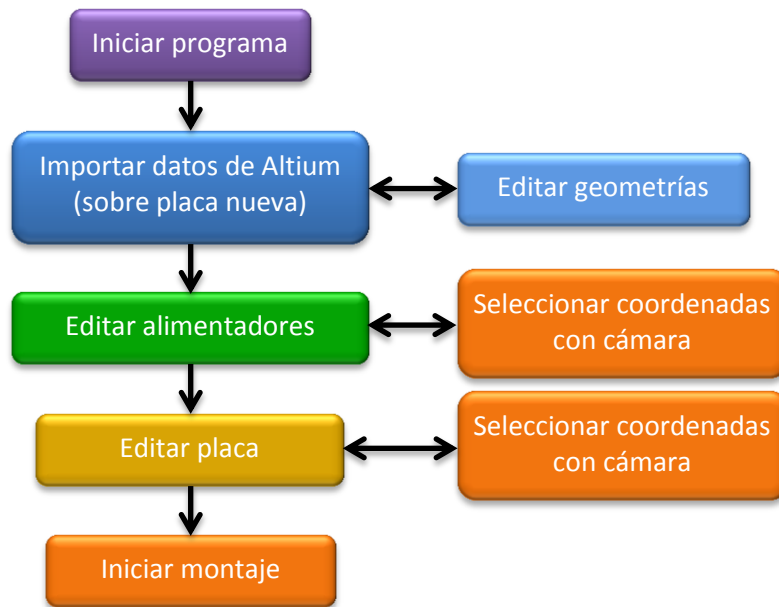 Iniciar programa
Importar datos de Altium
(sobre placa nueva)
Editar geometrías
Editar alimentadores
Seleccionar coordenadas
con cámara
Editar placa
Seleccionar coordenadas
con cámara
Iniciar montaje